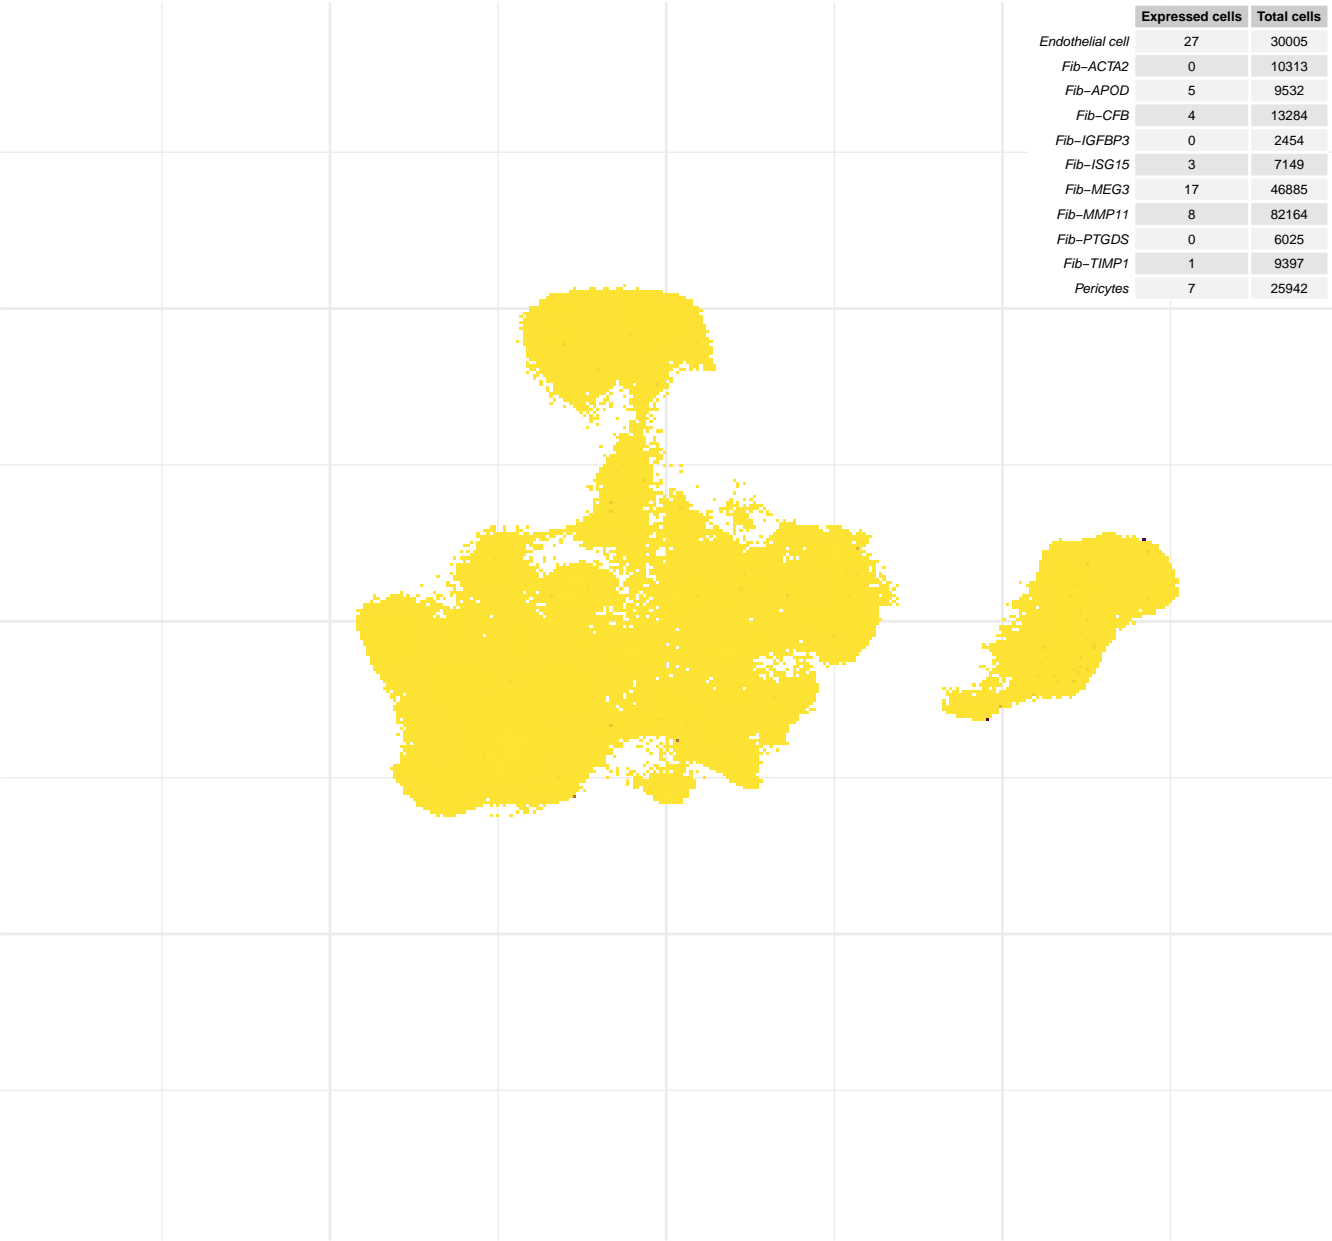 Expressed cells Total cells
Endothelial cell 27 30005
Fib−ACTA2 0 10313
Fib−APOD 5 9532
Fib−CFB 4 13284
Fib−IGFBP3 0 2454
Fib−ISG15 3 7149
Fib−MEG3 17 46885
Fib−MMP11 8 82164
Fib−PTGDS 0 6025
Fib−TIMP1 1 9397
Pericytes 7 25942